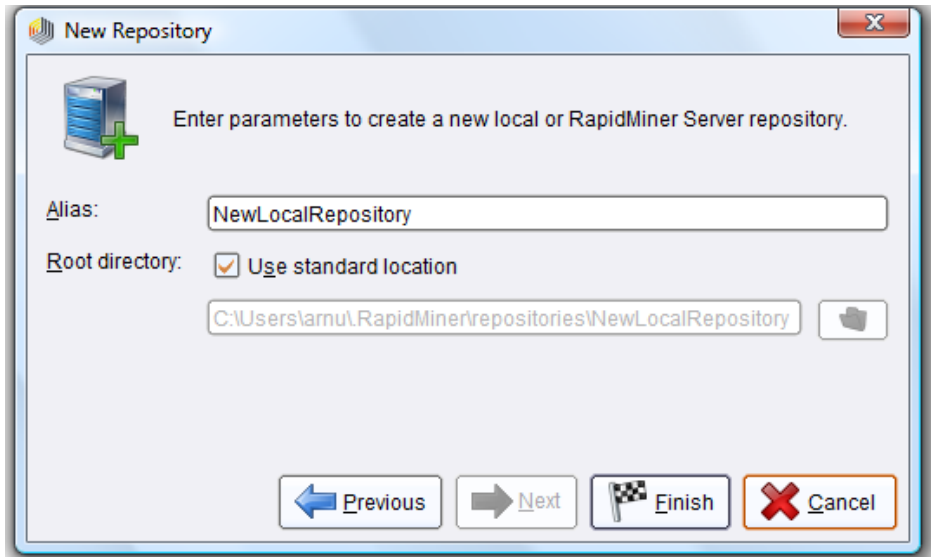 New Repository
Enter parameters to create a new local or RapidMiner Server repository.
Alias: NewLocalRepository
Root directory: Use standard location
C:\Users\arnu\.RapidMiner\repositories\NewLocalRepository
Previous Next Finish Cancel